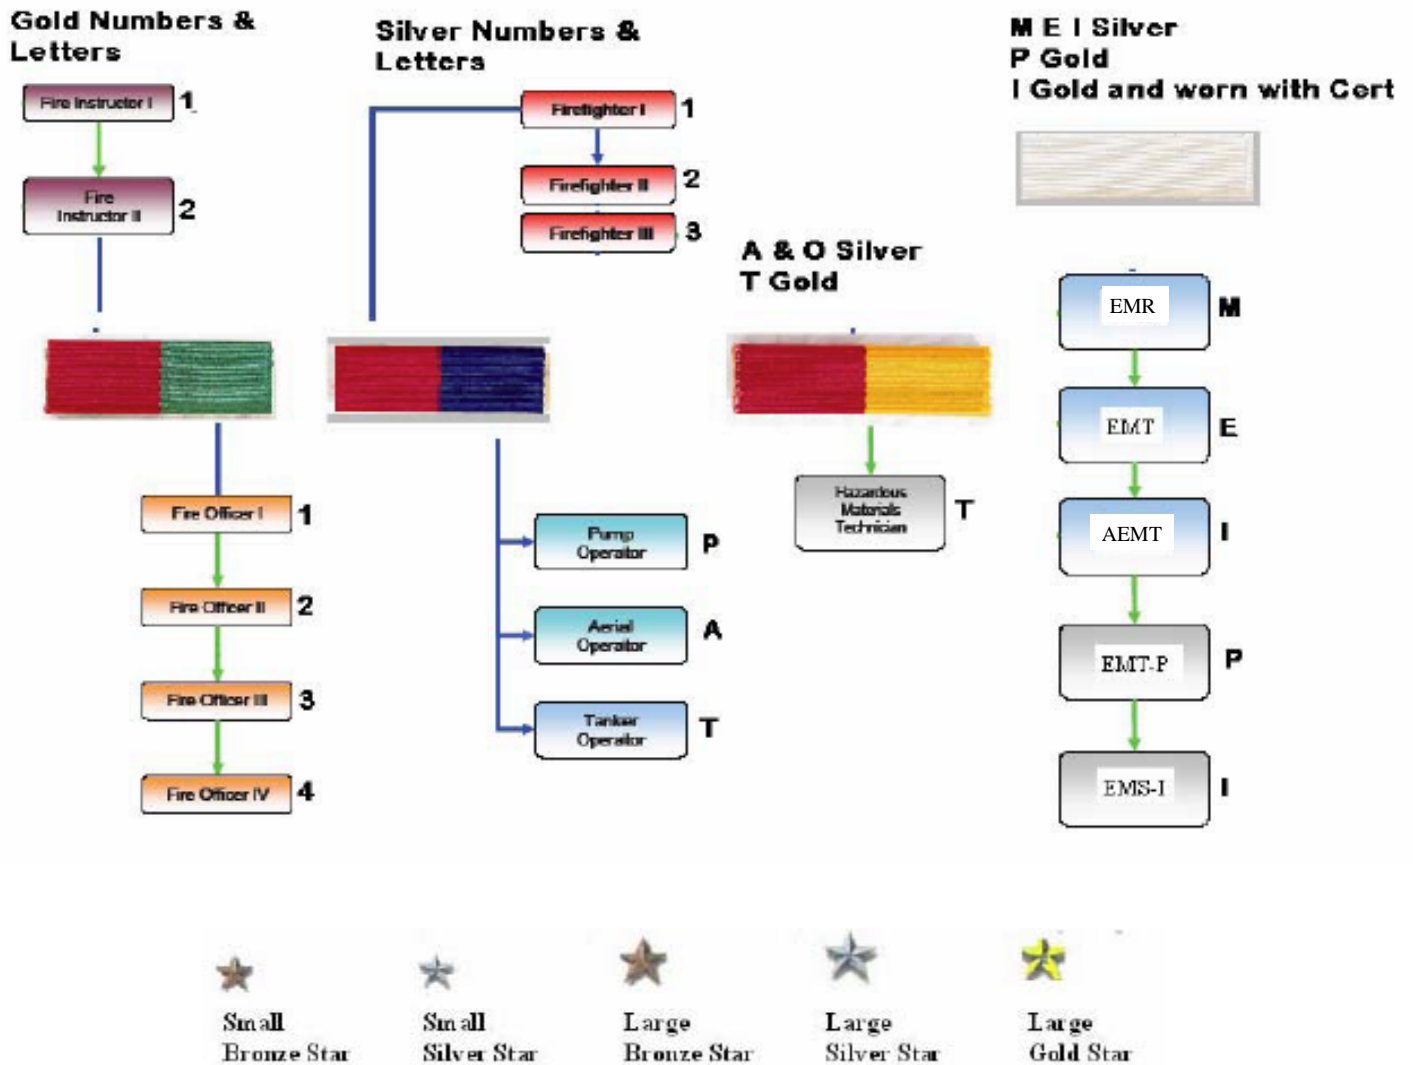 Gold Numbers &
Letters
Fire Instructor I 1
Fire
Instructor II 2
Fire Officer I 1
Fire Officer II 2
Fire Officer III 3
Fire Officer IV 4
Silver Numbers &
Letters
Firefighter I 1
Firefighter II 2
Firefighter III 3
Pump
Operator P
Aerial
Operator A
Tanker
Operator T
A & O Silver
T Gold
Hazardous
Materials T
Technician
M E I Silver
P Gold
I Gold and worn with Cert
EMR M
EMT E
AEMT I
EMT-P P
EMS-I I
Small
Bronze Star
Small
Silver Star
Large
Bronze Star
Large
Silver Star
Large
Gold Star